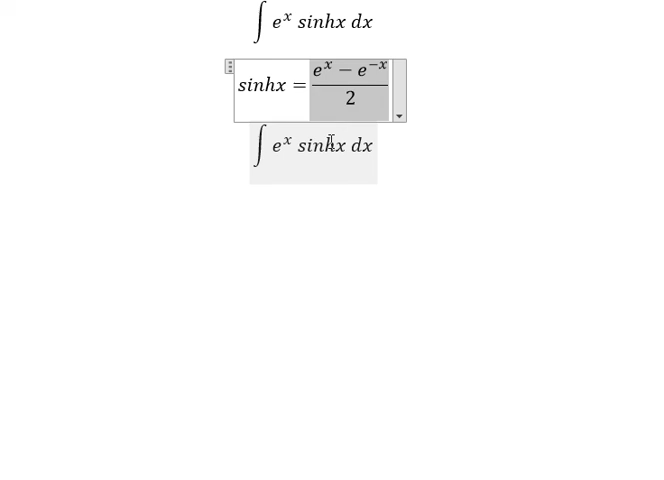 ∫ eˣ sinhx dx
sinhx = (eˣ − e⁻ˣ)/2
∫ eˣ sinhx dx